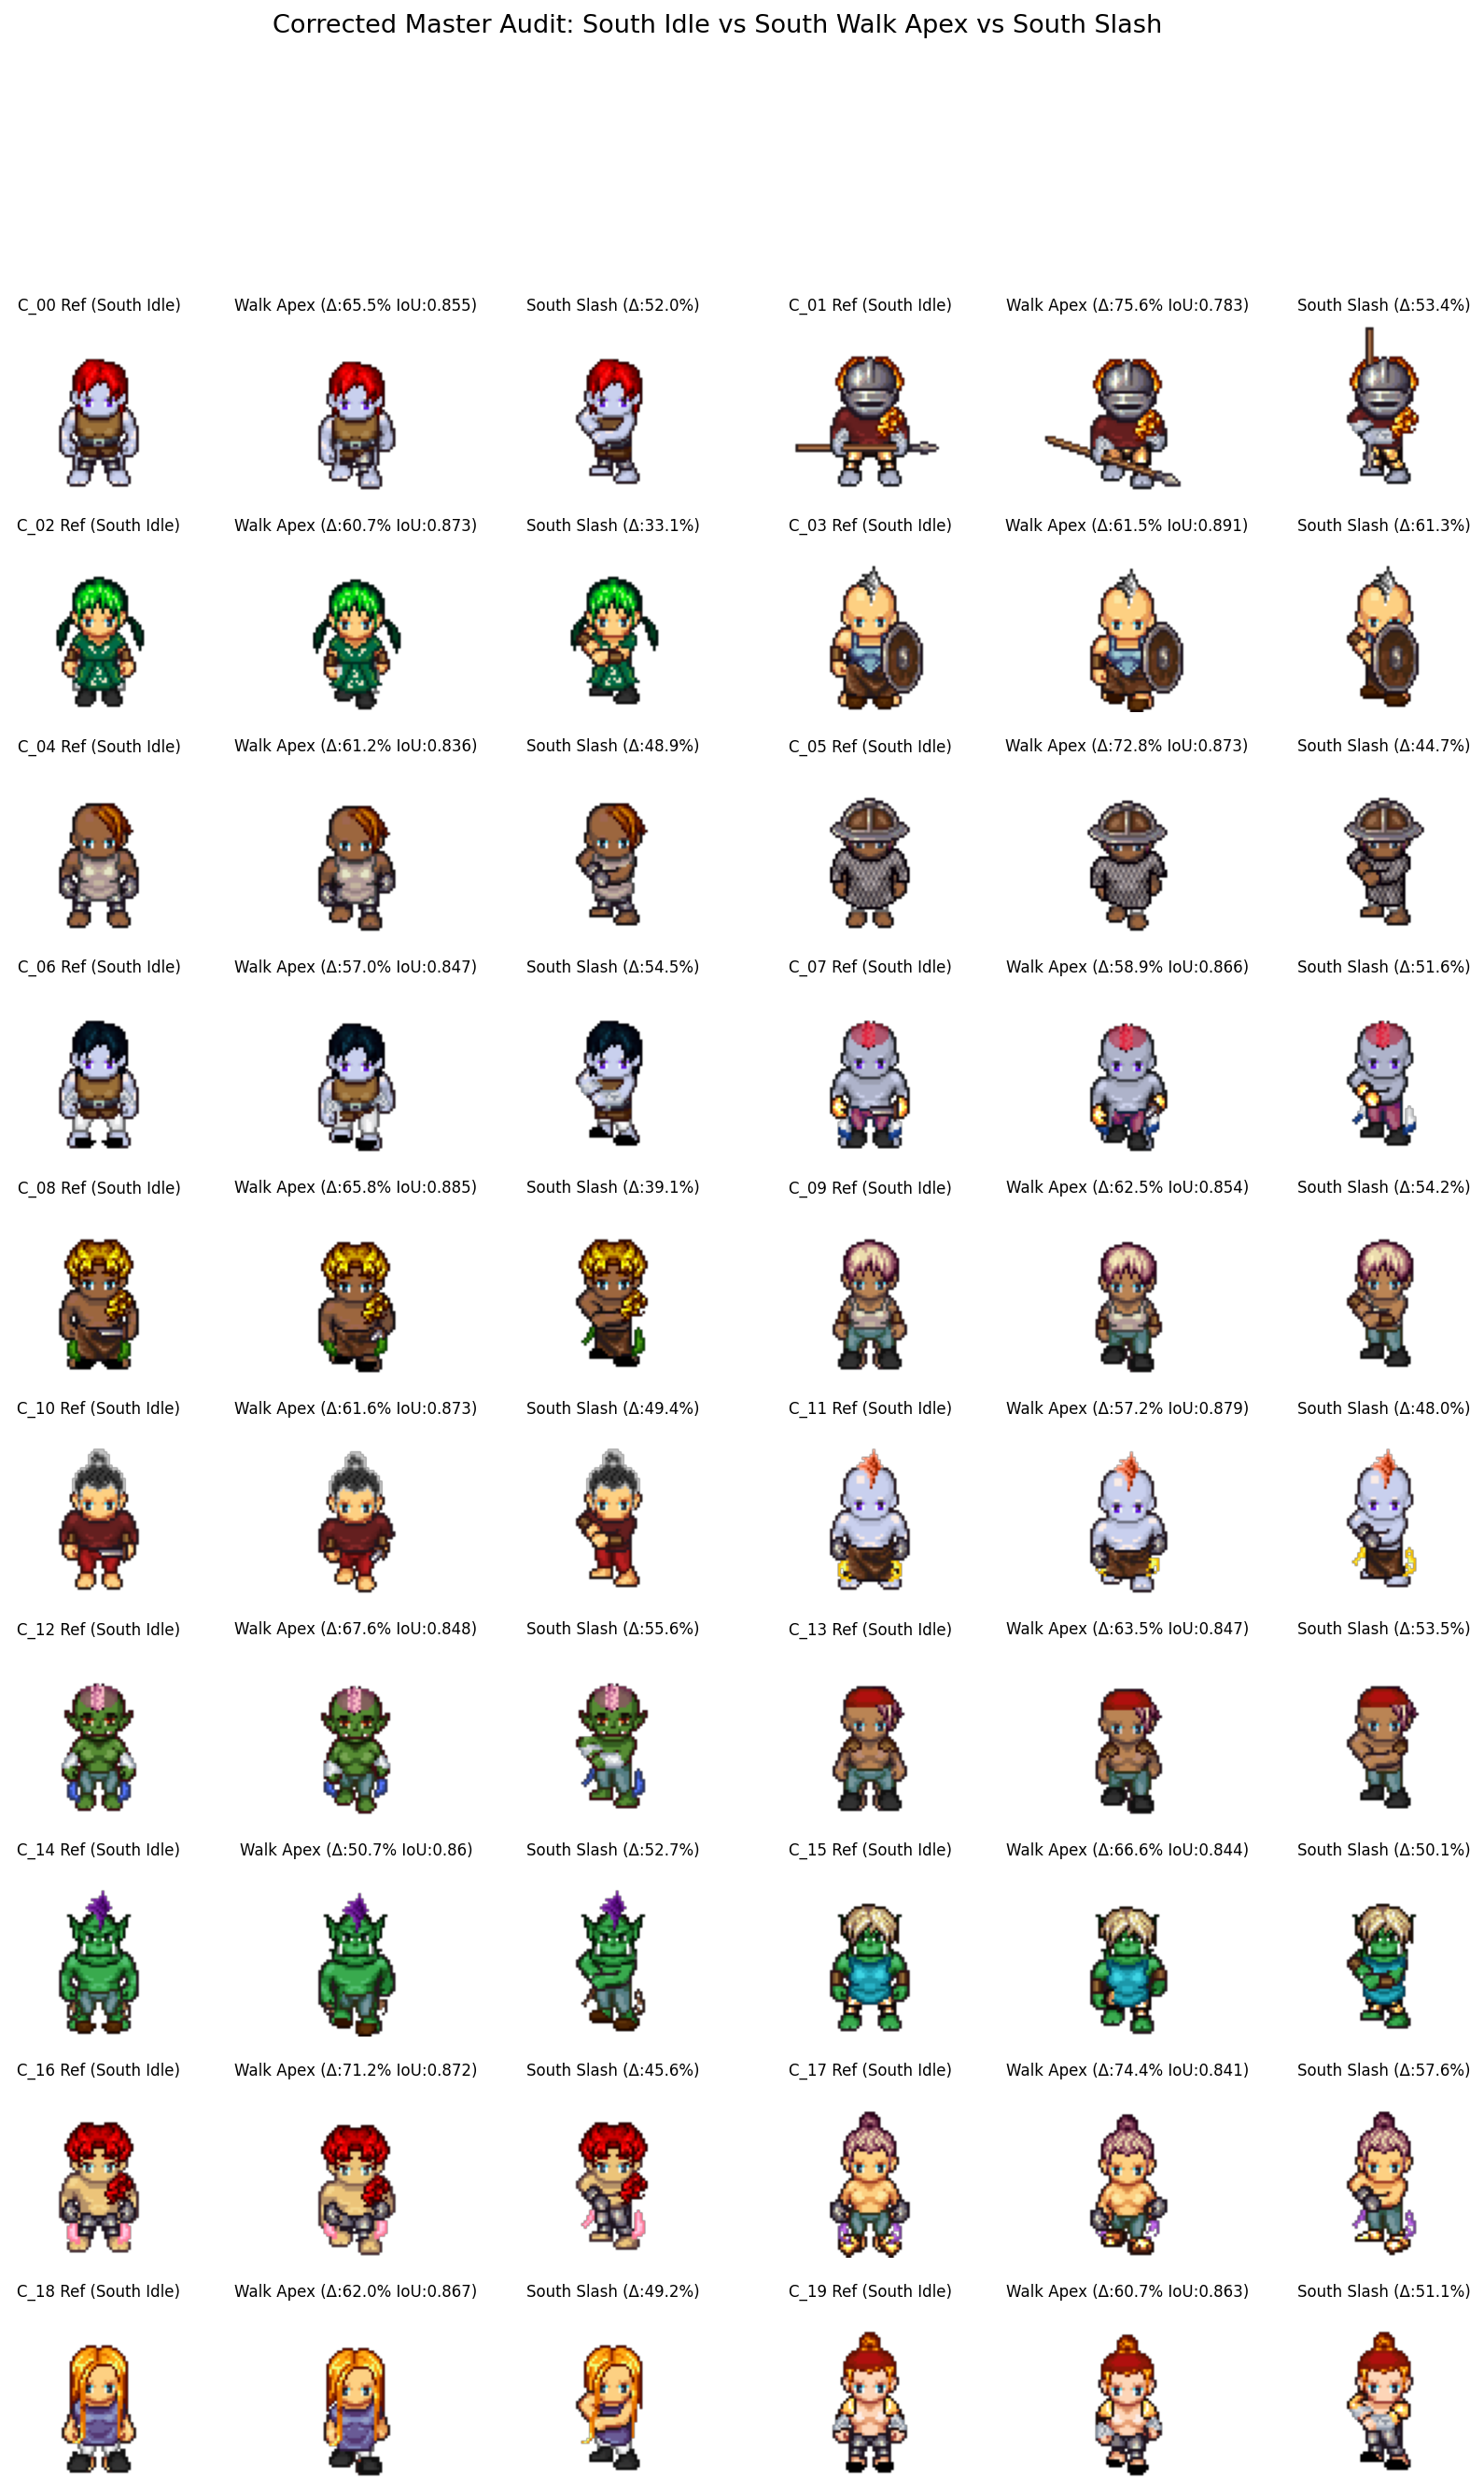 Corrected Master Audit: South Idle vs South Walk Apex vs South Slash
C_00 Ref (South Idle) Walk Apex (Δ:65.5% IoU:0.855) South Slash (Δ:52.0%) C_01 Ref (South Idle) Walk Apex (Δ:75.6% IoU:0.783) South Slash (Δ:53.4%)
C_02 Ref (South Idle) Walk Apex (Δ:60.7% IoU:0.873) South Slash (Δ:33.1%) C_03 Ref (South Idle) Walk Apex (Δ:61.5% IoU:0.891) South Slash (Δ:61.3%)
C_04 Ref (South Idle) Walk Apex (Δ:61.2% IoU:0.836) South Slash (Δ:48.9%) C_05 Ref (South Idle) Walk Apex (Δ:72.8% IoU:0.873) South Slash (Δ:44.7%)
C_06 Ref (South Idle) Walk Apex (Δ:57.0% IoU:0.847) South Slash (Δ:54.5%) C_07 Ref (South Idle) Walk Apex (Δ:58.9% IoU:0.866) South Slash (Δ:51.6%)
C_08 Ref (South Idle) Walk Apex (Δ:65.8% IoU:0.885) South Slash (Δ:39.1%) C_09 Ref (South Idle) Walk Apex (Δ:62.5% IoU:0.854) South Slash (Δ:54.2%)
C_10 Ref (South Idle) Walk Apex (Δ:61.6% IoU:0.873) South Slash (Δ:49.4%) C_11 Ref (South Idle) Walk Apex (Δ:57.2% IoU:0.879) South Slash (Δ:48.0%)
C_12 Ref (South Idle) Walk Apex (Δ:67.6% IoU:0.848) South Slash (Δ:55.6%) C_13 Ref (South Idle) Walk Apex (Δ:63.5% IoU:0.847) South Slash (Δ:53.5%)
C_14 Ref (South Idle) Walk Apex (Δ:50.7% IoU:0.86) South Slash (Δ:52.7%) C_15 Ref (South Idle) Walk Apex (Δ:66.6% IoU:0.844) South Slash (Δ:50.1%)
C_16 Ref (South Idle) Walk Apex (Δ:71.2% IoU:0.872) South Slash (Δ:45.6%) C_17 Ref (South Idle) Walk Apex (Δ:74.4% IoU:0.841) South Slash (Δ:57.6%)
C_18 Ref (South Idle) Walk Apex (Δ:62.0% IoU:0.867) South Slash (Δ:49.2%) C_19 Ref (South Idle) Walk Apex (Δ:60.7% IoU:0.863) South Slash (Δ:51.1%)